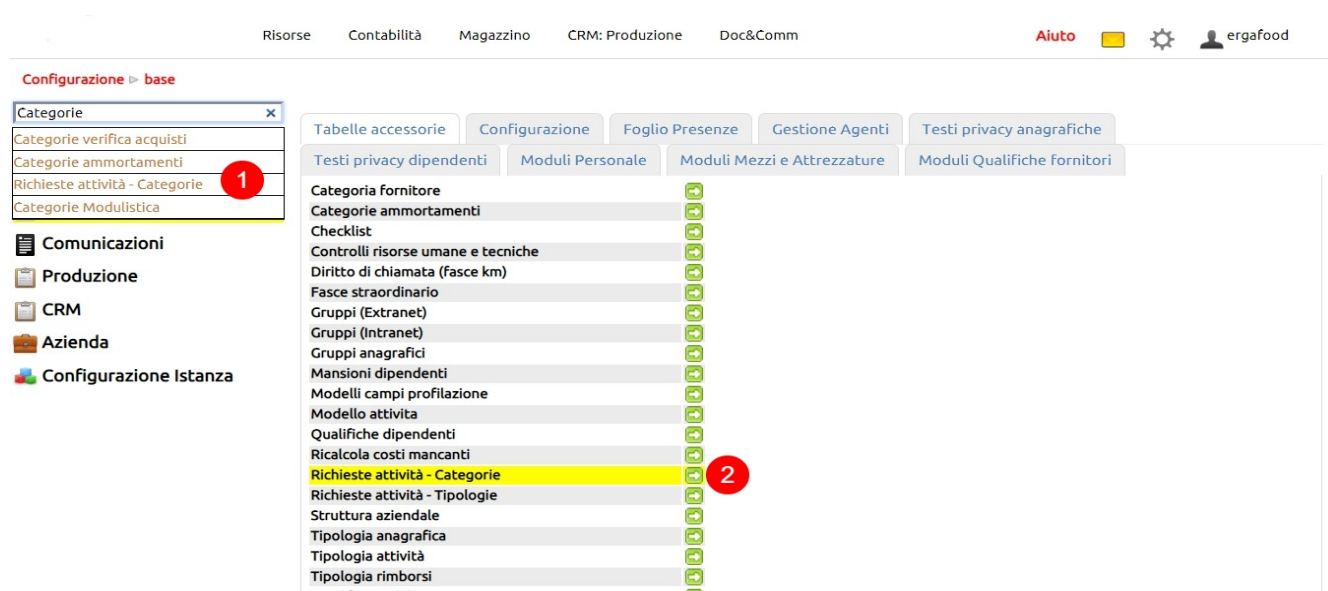 Risorse Contabilità Magazzino CRM: Produzione Doc&Comm Aiuto ergafood
Configurazione ▷ base
Categorie ×
Categorie verifica acquisti
Categorie ammortamenti
Richieste attività - Categorie 1
Categorie Modulistica
Comunicazioni
Produzione
CRM
Azienda
Configurazione Istanza
Tabelle accessorie Configurazione Foglio Presenze Gestione Agenti Testi privacy anagrafiche
Testi privacy dipendenti Moduli Personale Moduli Mezzi e Attrezzature Moduli Qualifiche fornitori
Categoria fornitore
Categorie ammortamenti
Checklist
Controlli risorse umane e tecniche
Diritto di chiamata (fasce km)
Fasce straordinario
Gruppi (Extranet)
Gruppi (Intranet)
Gruppi anagrafici
Mansioni dipendenti
Modelli campi profilazione
Modello attivita
Qualifiche dipendenti
Ricalcola costi mancanti
Richieste attività - Categorie 2
Richieste attività - Tipologie
Struttura aziendale
Tipologia anagrafica
Tipologia attività
Tipologia rimborsi